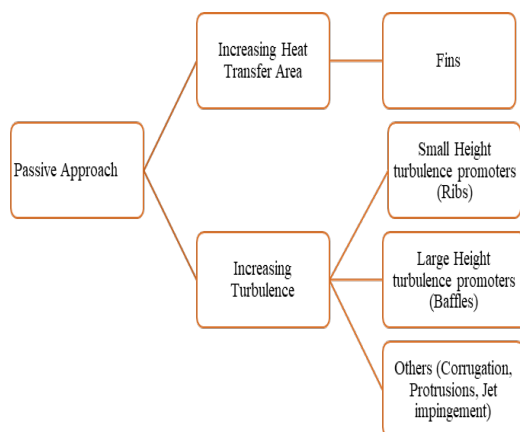 Increasing Heat
Transfer Area
Fins
Passive Approach
Small Height
turbulence promoters
(Ribs)
Increasing
Turbulence
Large Height
turbulence promoters
(Baffles)
Others (Corrugation,
Protrusions, Jet
impingement)